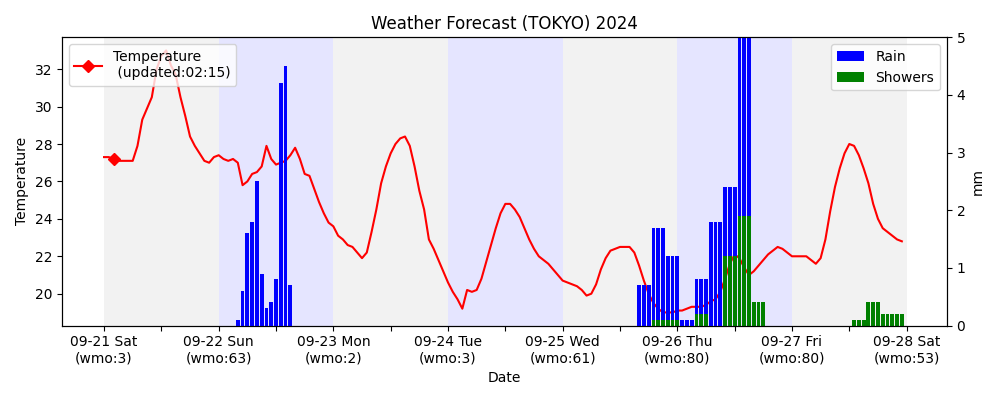 Weather Forecast (TOKYO) 2024
Temperature
(updated:02:15)
Rain
Showers
32
30
28
26
24
22
20
Temperature
5
4
3
2
1
0
mm
09-21 Sat
(wmo:3)
09-22 Sun
(wmo:63)
09-23 Mon
(wmo:2)
09-24 Tue
(wmo:3)
09-25 Wed
(wmo:61)
09-26 Thu
(wmo:80)
09-27 Fri
(wmo:80)
09-28 Sat
(wmo:53)
Date